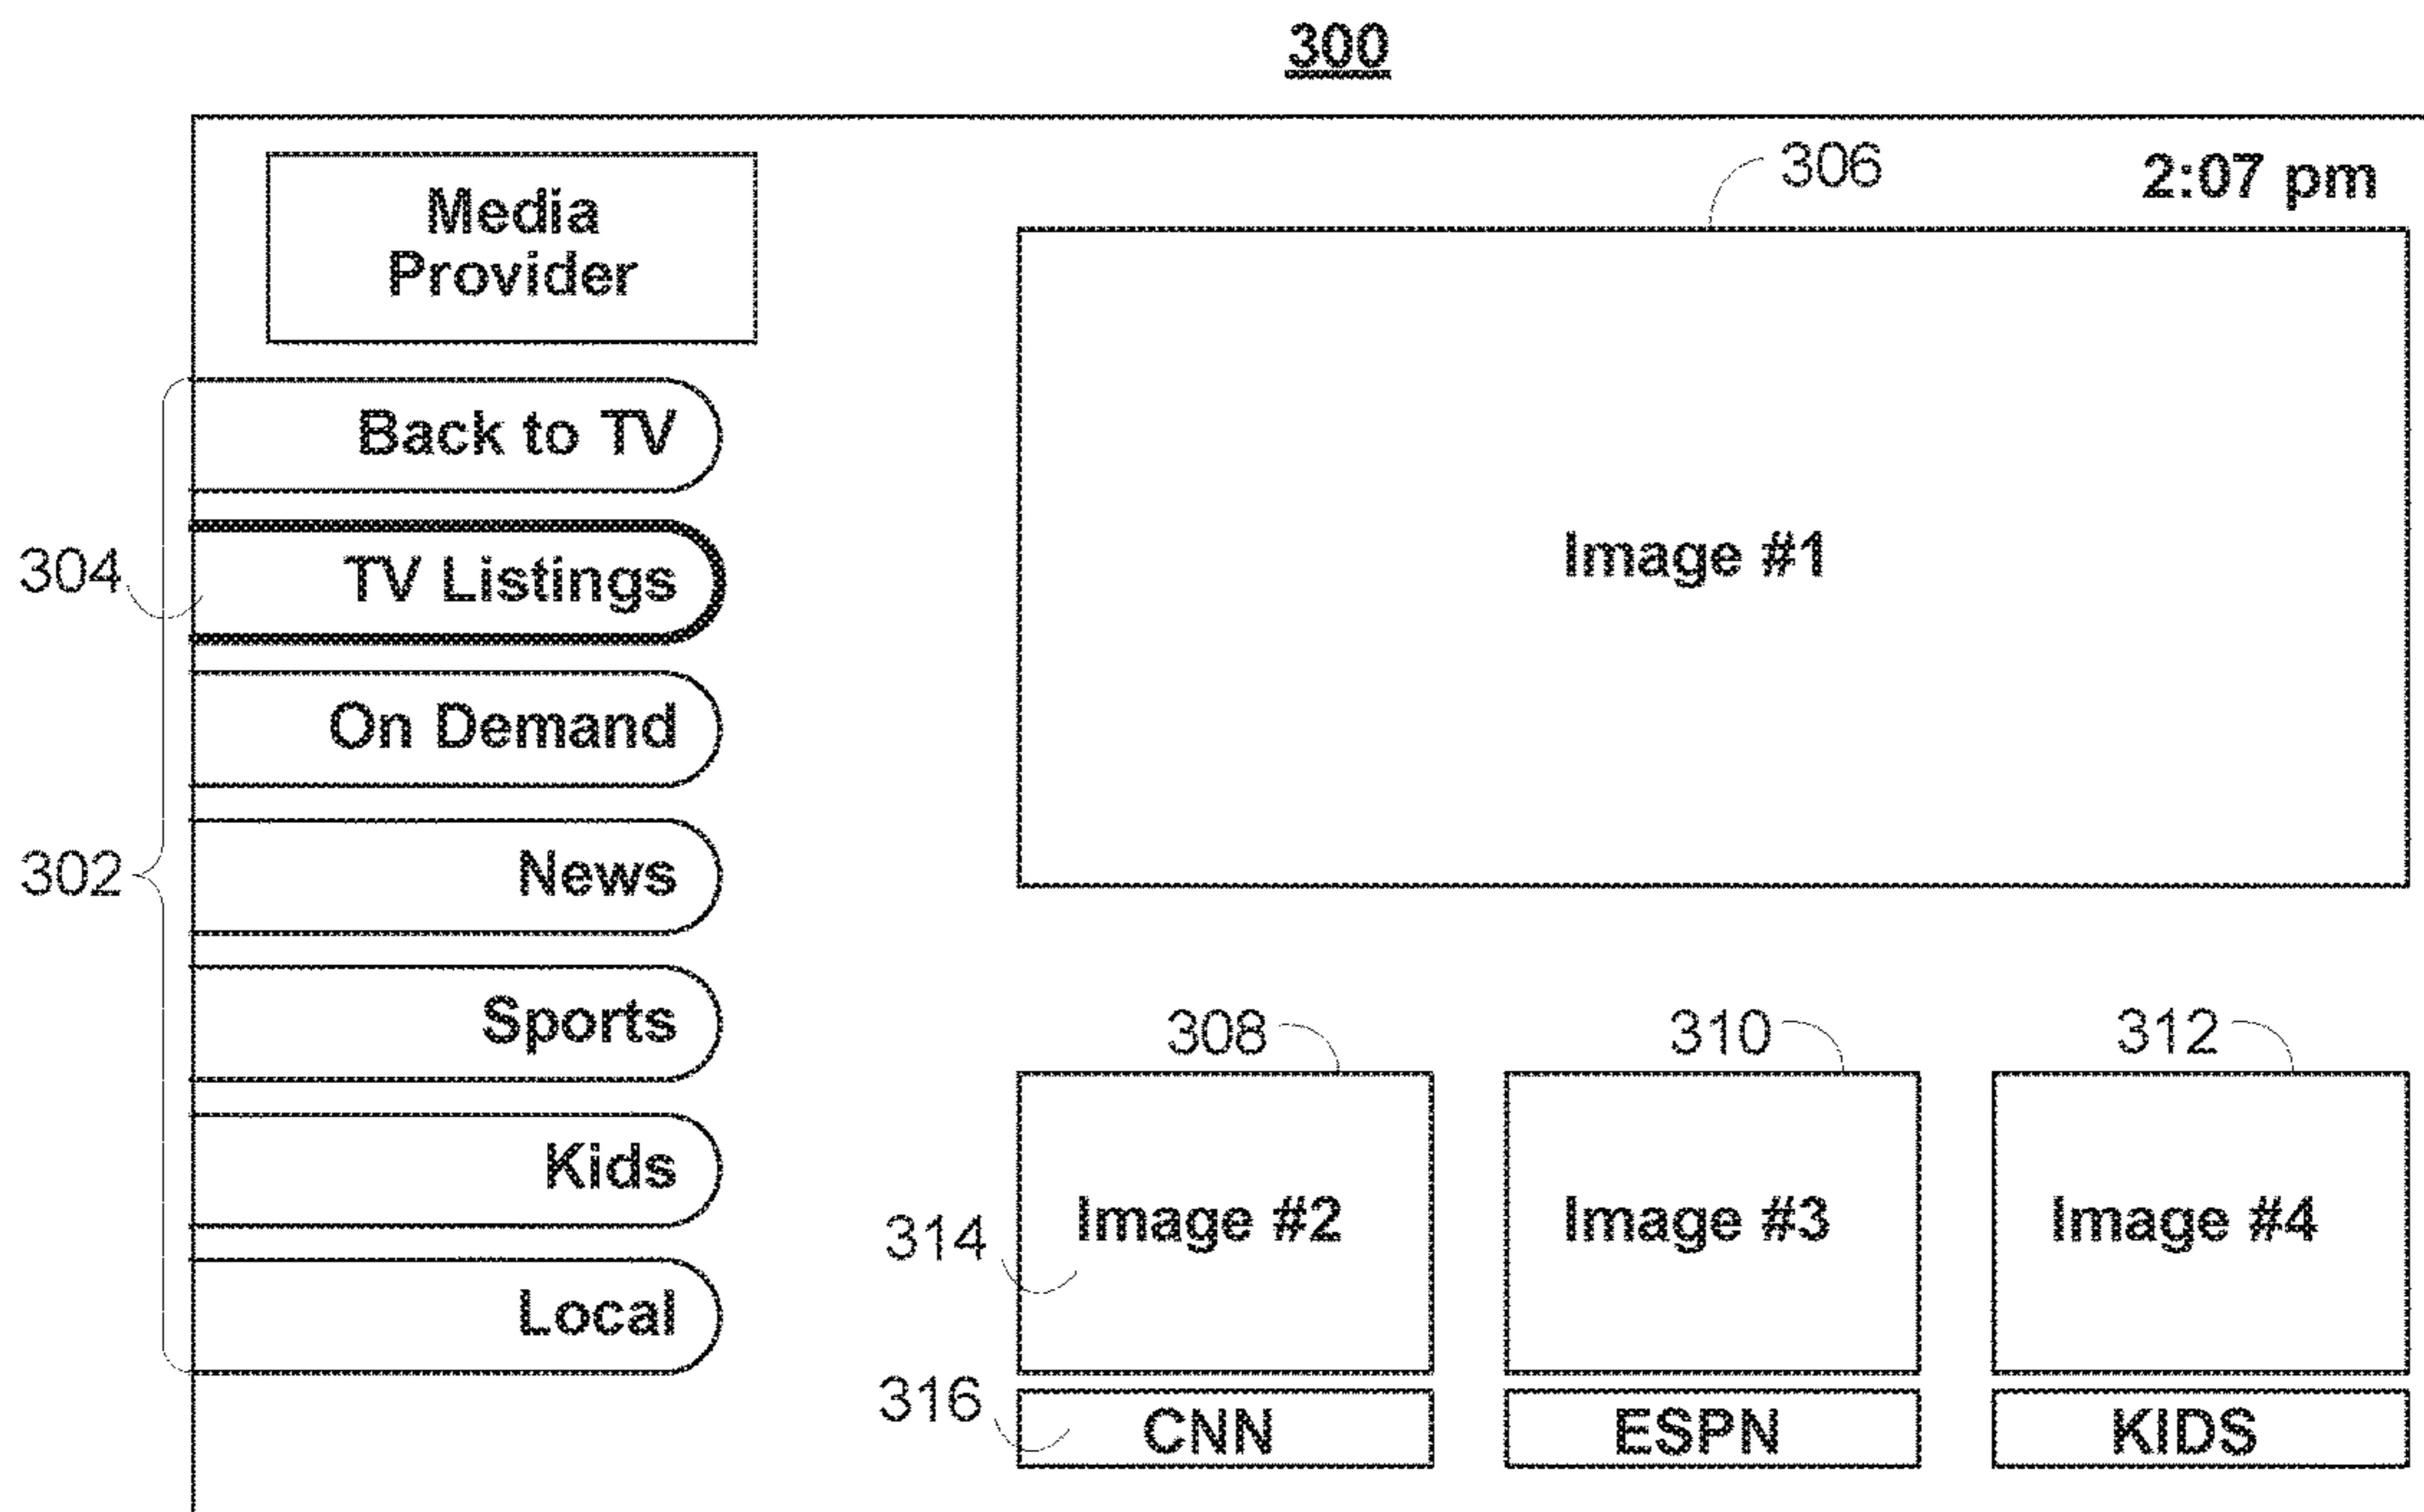 300
306
2:07 pm
Media
Provider
Back to TV
304
TV Listings
Image #1
On Demand
302
News
Sports
308
310
312
Kids
314
Image #2
Image #3
Image #4
Local
316
CNN
ESPN
KIDS